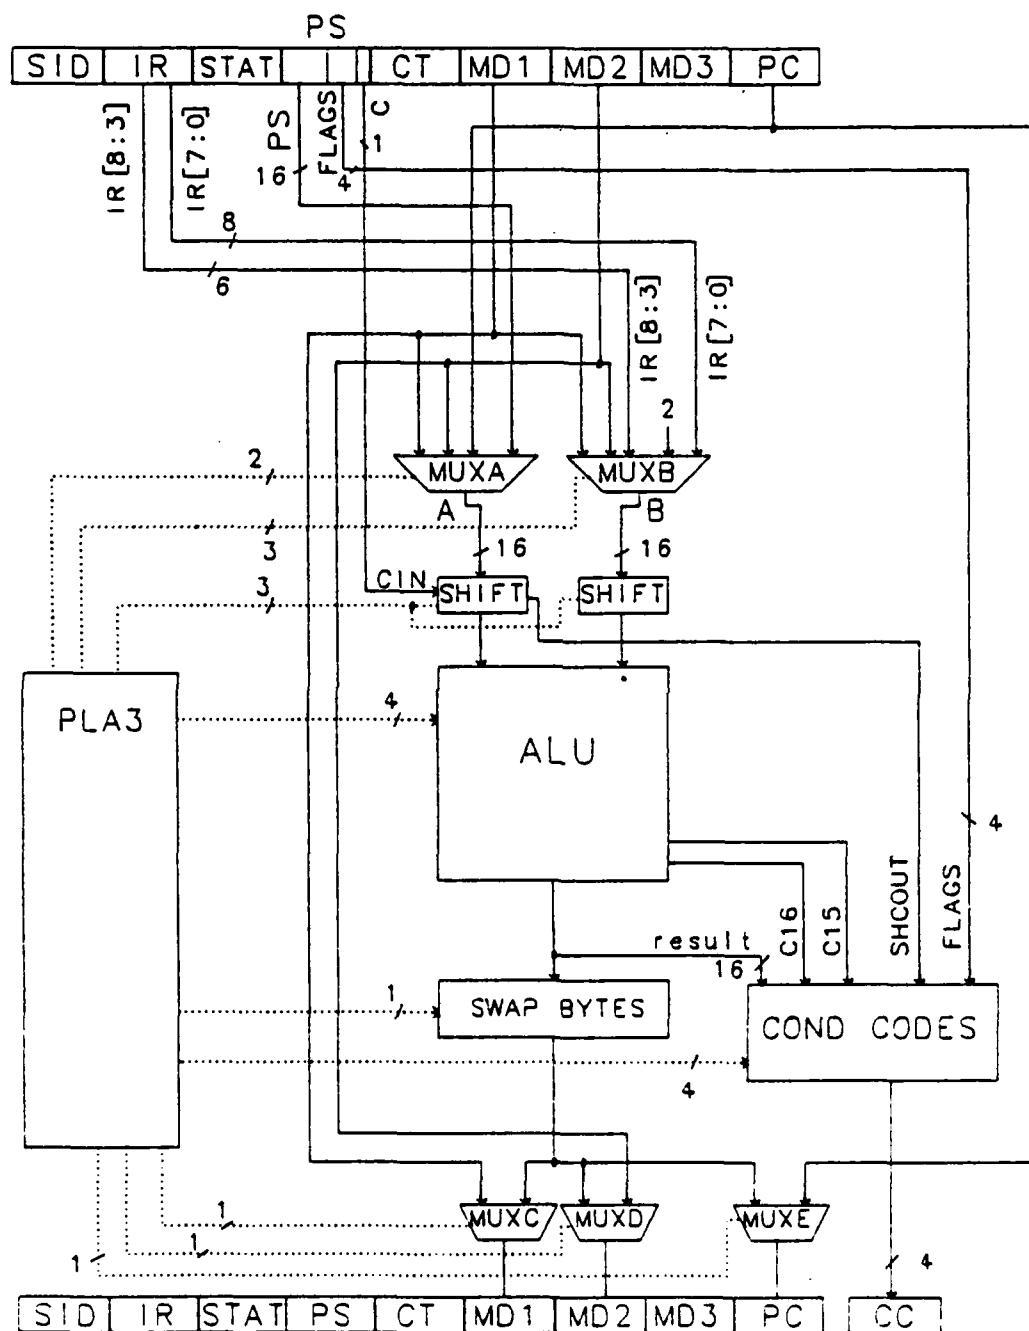 PS
SID IR STAT I CT MD1 MD2 MD3 PC
IR[8:3]
IR[7:0]
PS
16
FLAGS
4
C
1
8
6
IR[8:3]
IR[7:0]
2
2
MUXA
MUXB
A
B
3
16
16
3
CIN
SHIFT
SHIFT
PLA3
4
ALU
4
C16
C15
SHCOUT
FLAGS
result
16
1
SWAP BYTES
COND CODES
4
1
MUXC
MUXD
MUXE
1
1
4
SID IR STAT PS CT MD1 MD2 MD3 PC CC